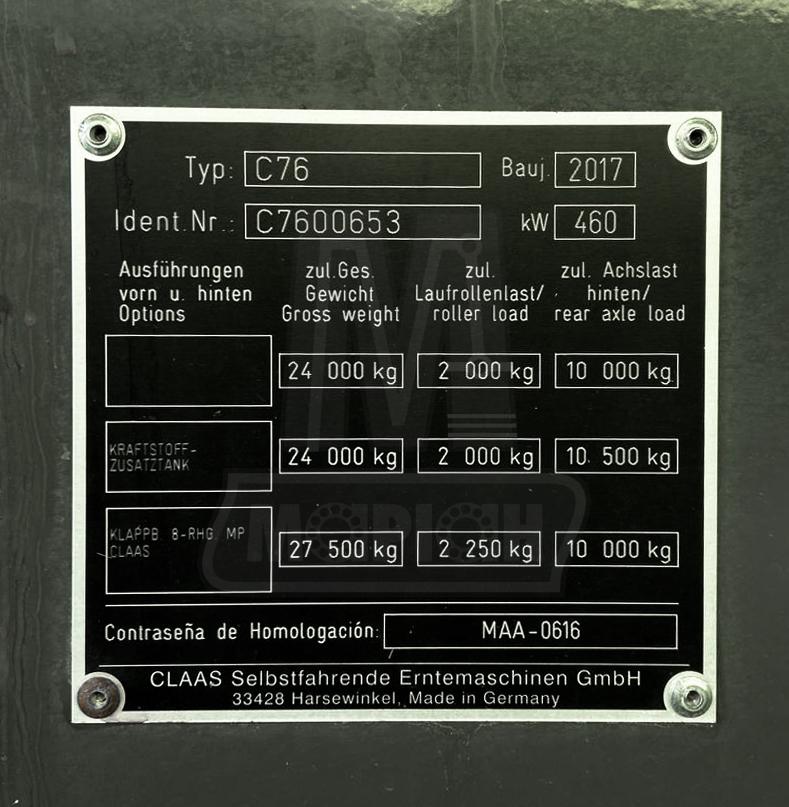 Typ: C76 Bauj. 2017
Ident.Nr.: C7600653 kW 460
Ausführungen vorn u. hinten Options
zul.Ges. Gewicht Gross weight
zul. Laufrollenlast/ roller load
zul. Achslast hinten/ rear axle load
24 000 kg 2 000 kg 10 000 kg
KRAFTSTOFF-
ZUSATZTANK
24 000 kg 2 000 kg 10 500 kg
KLAPPB 8-RHG MP
CLAAS
27 500 kg 2 250 kg 10 000 kg
MARIAN
Contraseña de Homologación: MAA-0616
CLAAS Selbstfahrende Erntemaschinen GmbH
33428 Harsewinkel, Made in Germany